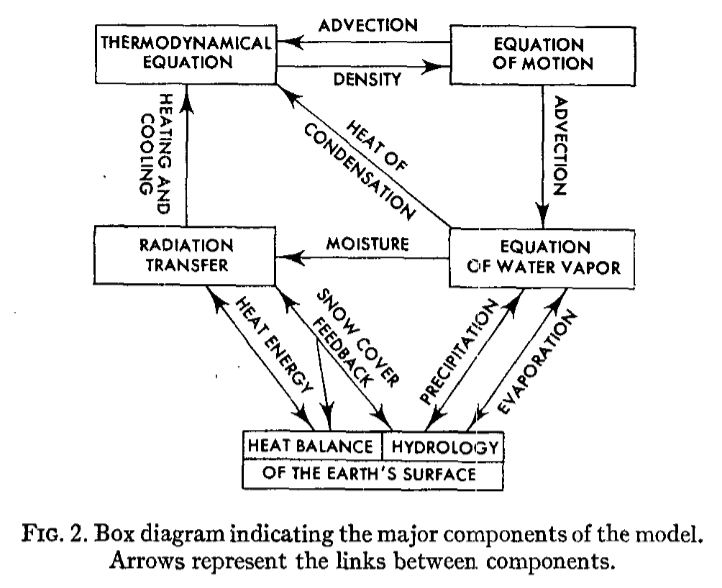 ADVECTION
THERMODYNAMICAL
EQUATION
EQUATION
OF MOTION
DENSITY
HEATING AND
COOLING
HEAT OF
CONDENSATION
ADVECTION
RADIATION
TRANSFER
MOISTURE
EQUATION
OF WATER VAPOR
HEAT ENERGY
SNOW COVER
FEEDBACK
PRECIPITATION
EVAPORATION
HEAT BALANCE
HYDROLOGY
OF THE EARTH'S SURFACE
FIG. 2. Box diagram indicating the major components of the model.
Arrows represent the links between components.